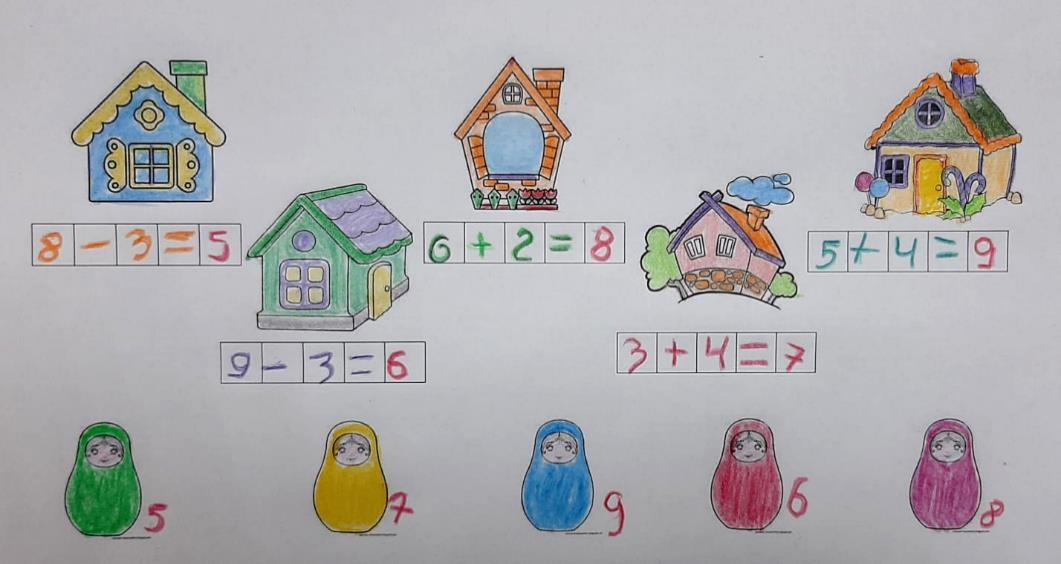 8 - 3 = 5
6 + 2 = 8
5 + 4 = 9
9 - 3 = 6
3 + 4 = 7
5 7 9 6 8